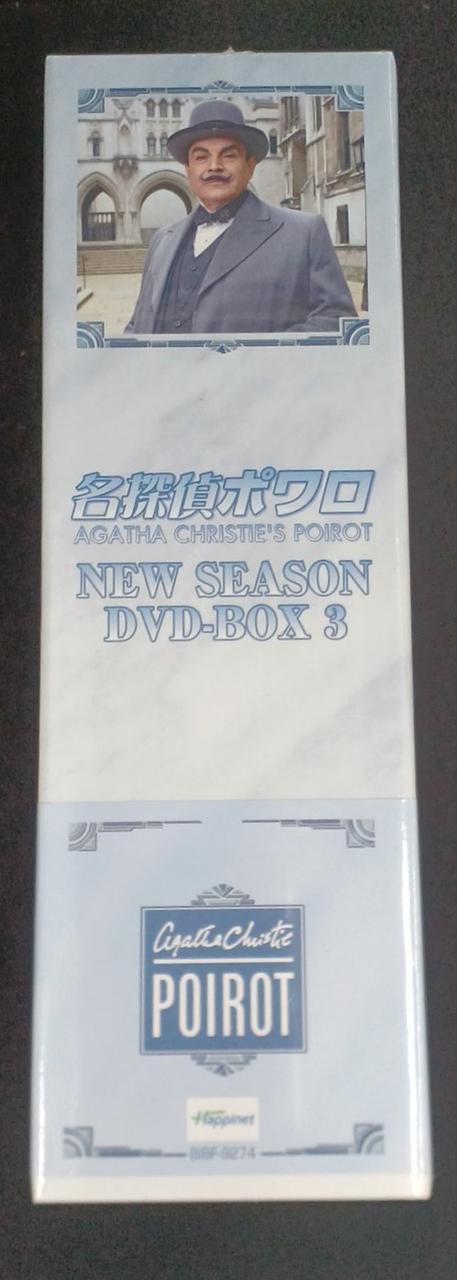 名探偵ポワロ
AGATHA CHRISTIE'S POIROT
NEW SEASON
DVD-BOX 3
Agatha Christie
POIROT
Happinet
BIBF-9274